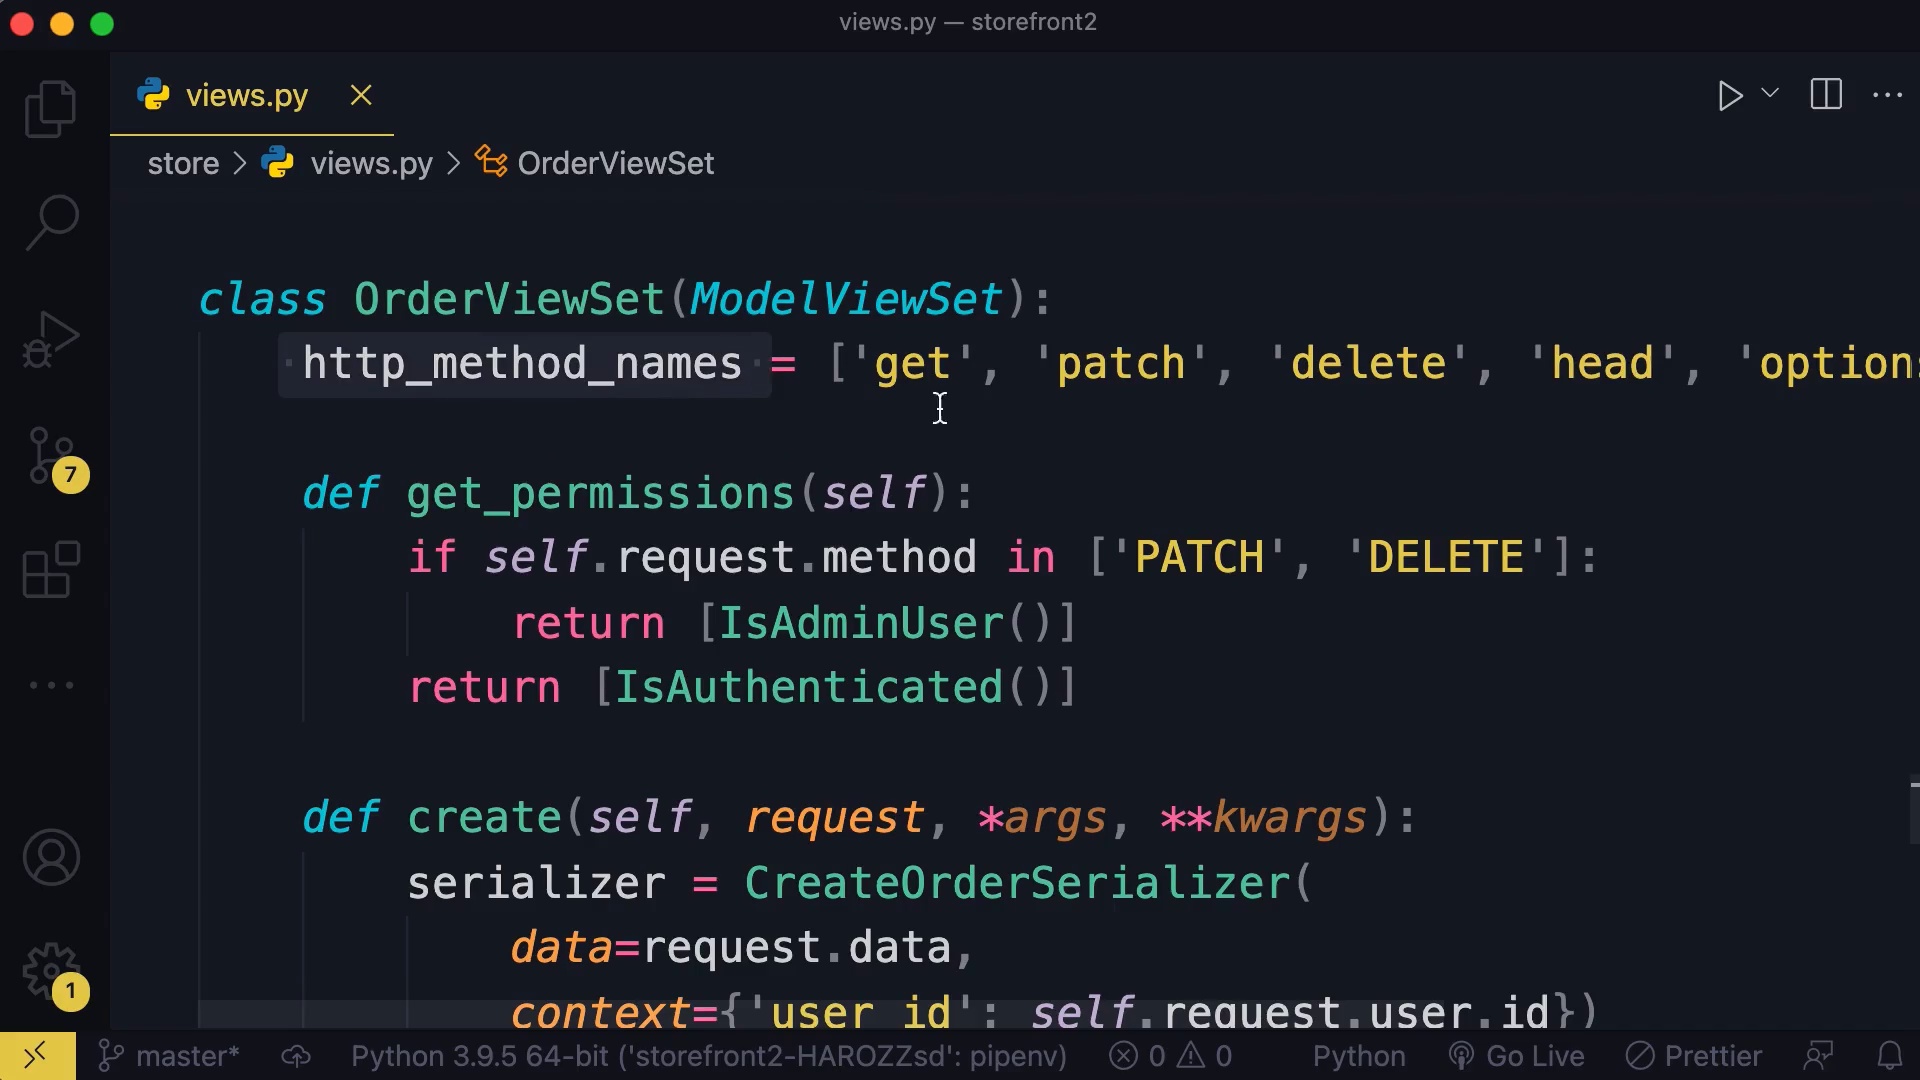 views.py — storefront2
views.py
store > views.py > OrderViewSet
class OrderViewSet(ModelViewSet):
http_method_names = ['get', 'patch', 'delete', 'head', 'options
def get_permissions(self):
if self.request.method in ['PATCH', 'DELETE']:
return [IsAdminUser()]
return [IsAuthenticated()]
def create(self, request, *args, **kwargs):
serializer = CreateOrderSerializer(
data=request.data,
context={'user_id': self.request.user.id})
7
1
master* Python 3.9.5 64-bit ('storefront2-HAROZZsd': pipenv) 0 0 Python Go Live Prettier